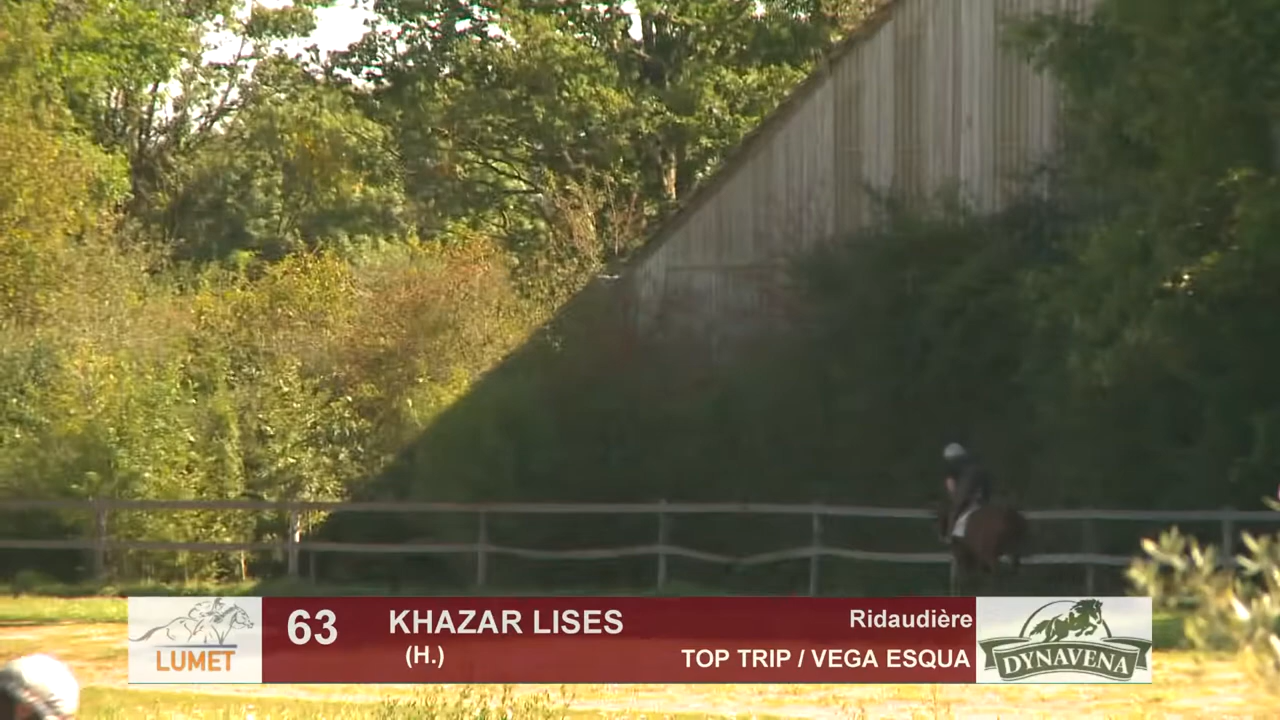 LUMET
63
KHAZAR LISES
(H.)
Ridaudière
TOP TRIP / VEGA ESQUA
DYNAVENA